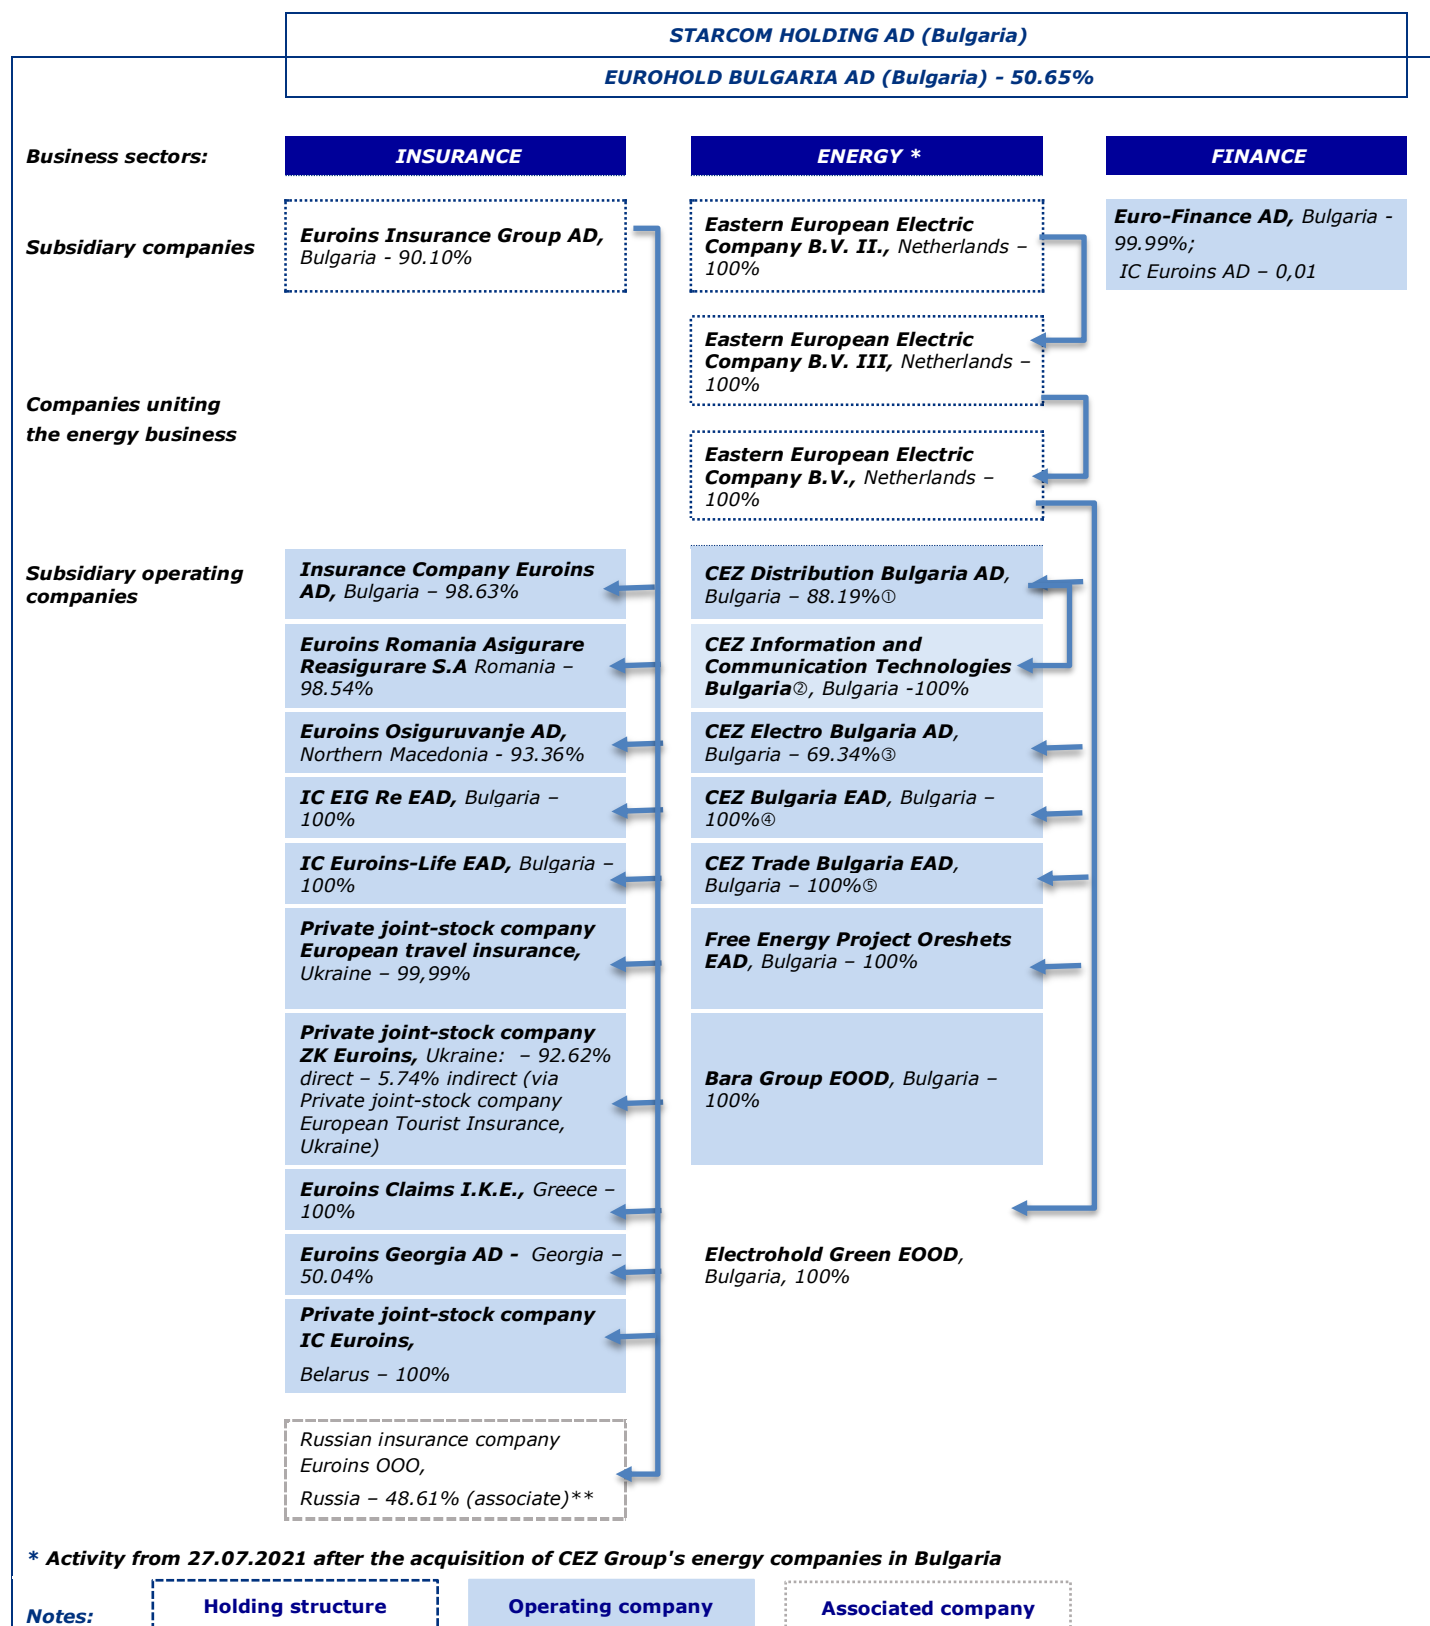 STARCOM HOLDING AD (Bulgaria)
EUROHOLD BULGARIA AD (Bulgaria) - 50.65%
Business sectors:
INSURANCE
ENERGY *
FINANCE
Subsidiary companies
Euroins Insurance Group AD,
Bulgaria - 90.10%
Eastern European Electric
Company B.V. II., Netherlands –
100%
Euro-Finance AD, Bulgaria -
99.99%;
IC Euroins AD – 0,01
Eastern European Electric
Company B.V. III, Netherlands –
100%
Companies uniting
the energy business
Eastern European Electric
Company B.V., Netherlands –
100%
Subsidiary operating
companies
Insurance Company Euroins
AD, Bulgaria – 98.63%
CEZ Distribution Bulgaria AD,
Bulgaria – 88.19%①
Euroins Romania Asigurare
Reasigurare S.A Romania –
98.54%
CEZ Information and
Communication Technologies
Bulgaria②, Bulgaria -100%
Euroins Osiguruvanje AD,
Northern Macedonia - 93.36%
CEZ Electro Bulgaria AD,
Bulgaria – 69.34%③
IC EIG Re EAD, Bulgaria –
100%
CEZ Bulgaria EAD, Bulgaria –
100%④
IC Euroins-Life EAD, Bulgaria –
100%
CEZ Trade Bulgaria EAD,
Bulgaria – 100%⑤
Private joint-stock company
European travel insurance,
Ukraine – 99,99%
Free Energy Project Oreshets
EAD, Bulgaria – 100%
Private joint-stock company
ZK Euroins, Ukraine: – 92.62%
direct – 5.74% indirect (via
Private joint-stock company
European Tourist Insurance,
Ukraine)
Bara Group EOOD, Bulgaria –
100%
Euroins Claims I.K.E., Greece –
100%
Euroins Georgia AD - Georgia –
50.04%
Electrohold Green EOOD,
Bulgaria, 100%
Private joint-stock company
IC Euroins,
Belarus – 100%
Russian insurance company
Euroins OOO,
Russia – 48.61% (associate)**
* Activity from 27.07.2021 after the acquisition of CEZ Group's energy companies in Bulgaria
Notes:
Holding structure
Operating company
Associated company